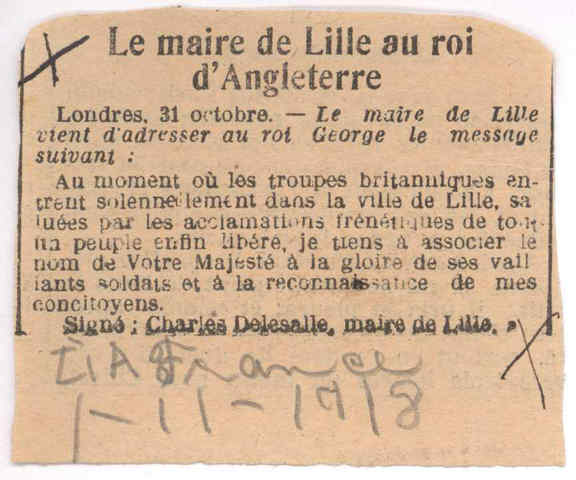 Le maire de Lille au roi
d'Angleterre
Londres, 31 octobre. — Le maire de Lille
vient d'adresser au roi George le message
suivant :
Au moment où les troupes britanniques en-
trent solennellement dans la ville de Lille, sa
luées par les acclamations frénétiques de tout
un peuple enfin libéré, je tiens à associer le
nom de Votre Majesté à la gloire de ses vail
lants soldats et à la reconnaissance de mes
concitoyens.
Signé : Charles Delesalle, maire de Lille. »
France
1-11-1918